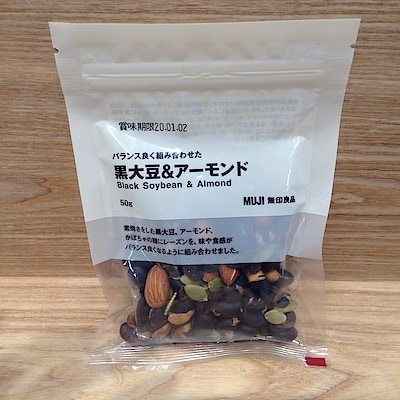 賞味期限20.01.02
バランス良く組み合わせた
黒大豆&アーモンド
Black Soybean & Almond
50g
MUJI 無印良品
素焼きをした黒大豆、アーモンド、
かぼちゃの種にレーズンを、味や食感が
バランス良くなるように組み合わせました。